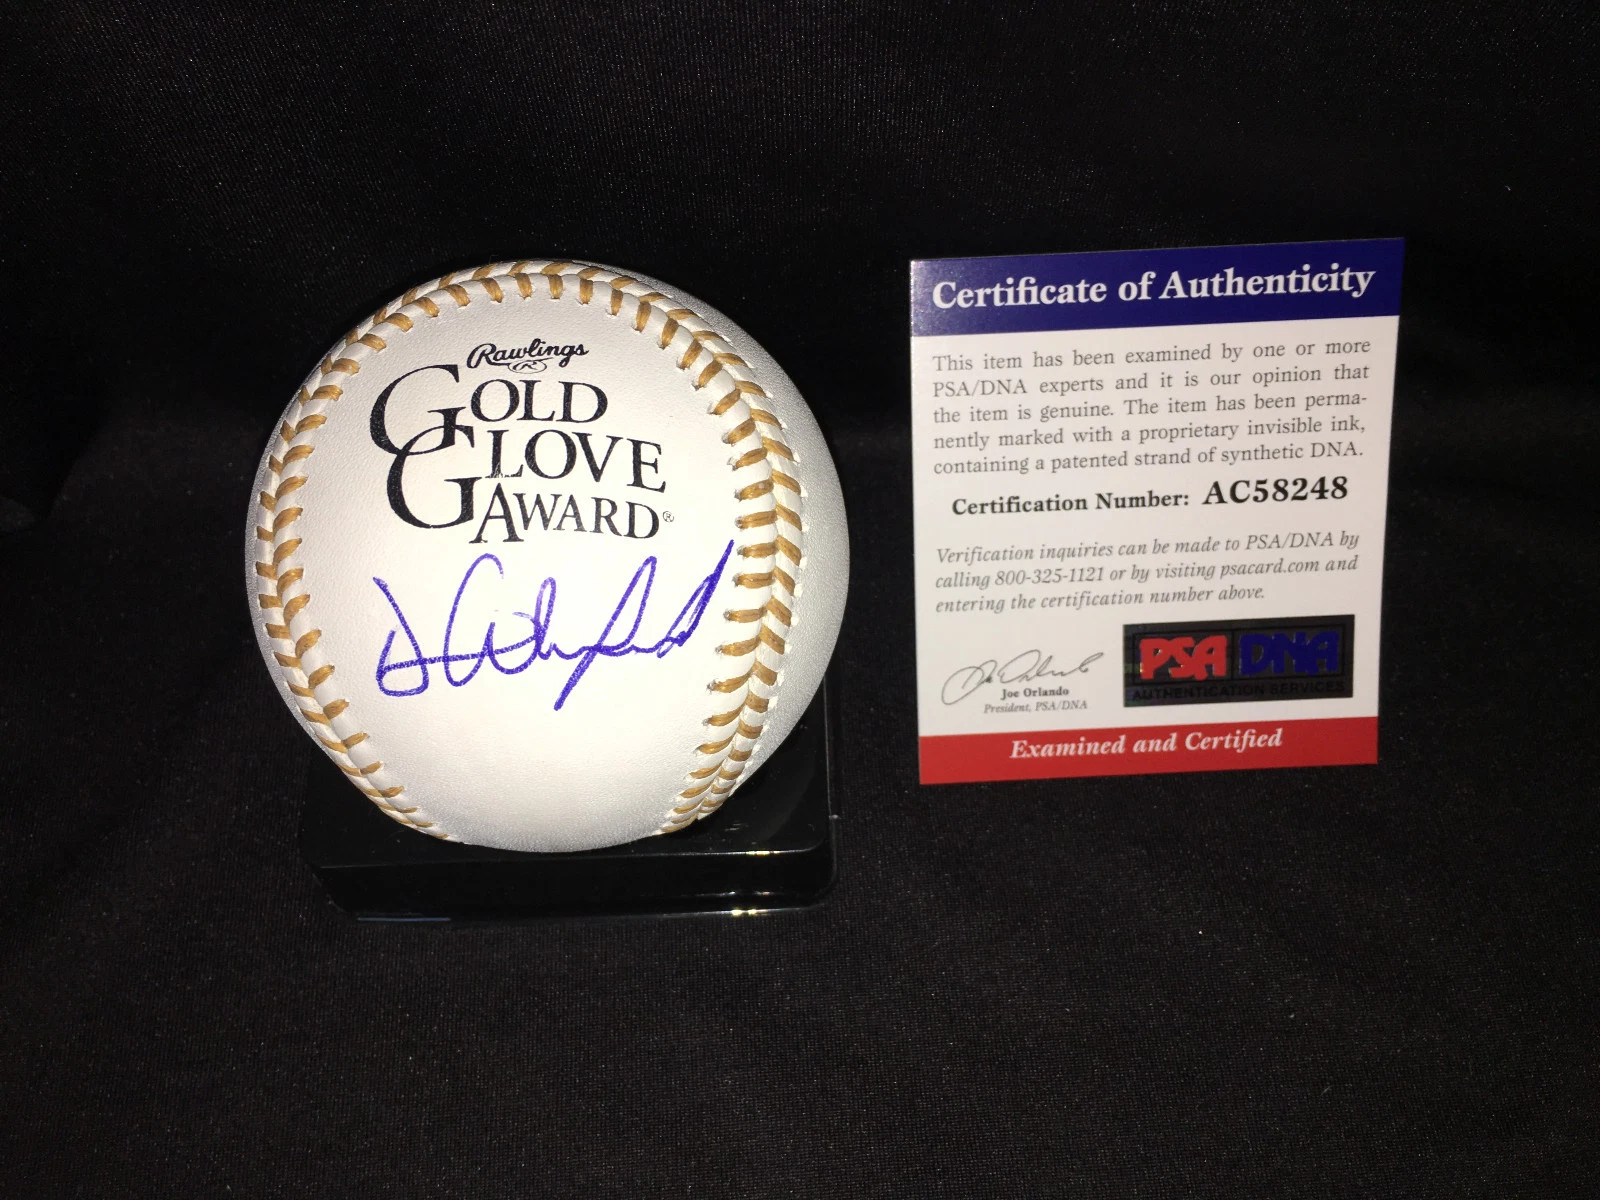 Rawlings
®
GOLD
GLOVE
AWARD®
Certificate of Authenticity
This item has been examined by one or more
PSA/DNA experts and it is our opinion that
the item is genuine. The item has been perma-
nently marked with a proprietary invisible ink,
containing a patented strand of synthetic DNA.
Certification Number: AC58248
Verification inquiries can be made to PSA/DNA by
calling 800-325-1121 or by visiting psacard.com and
entering the certification number above.
Joe Orlando
President, PSA/DNA
PSA DNA
AUTHENTICATION SERVICES
Examined and Certified